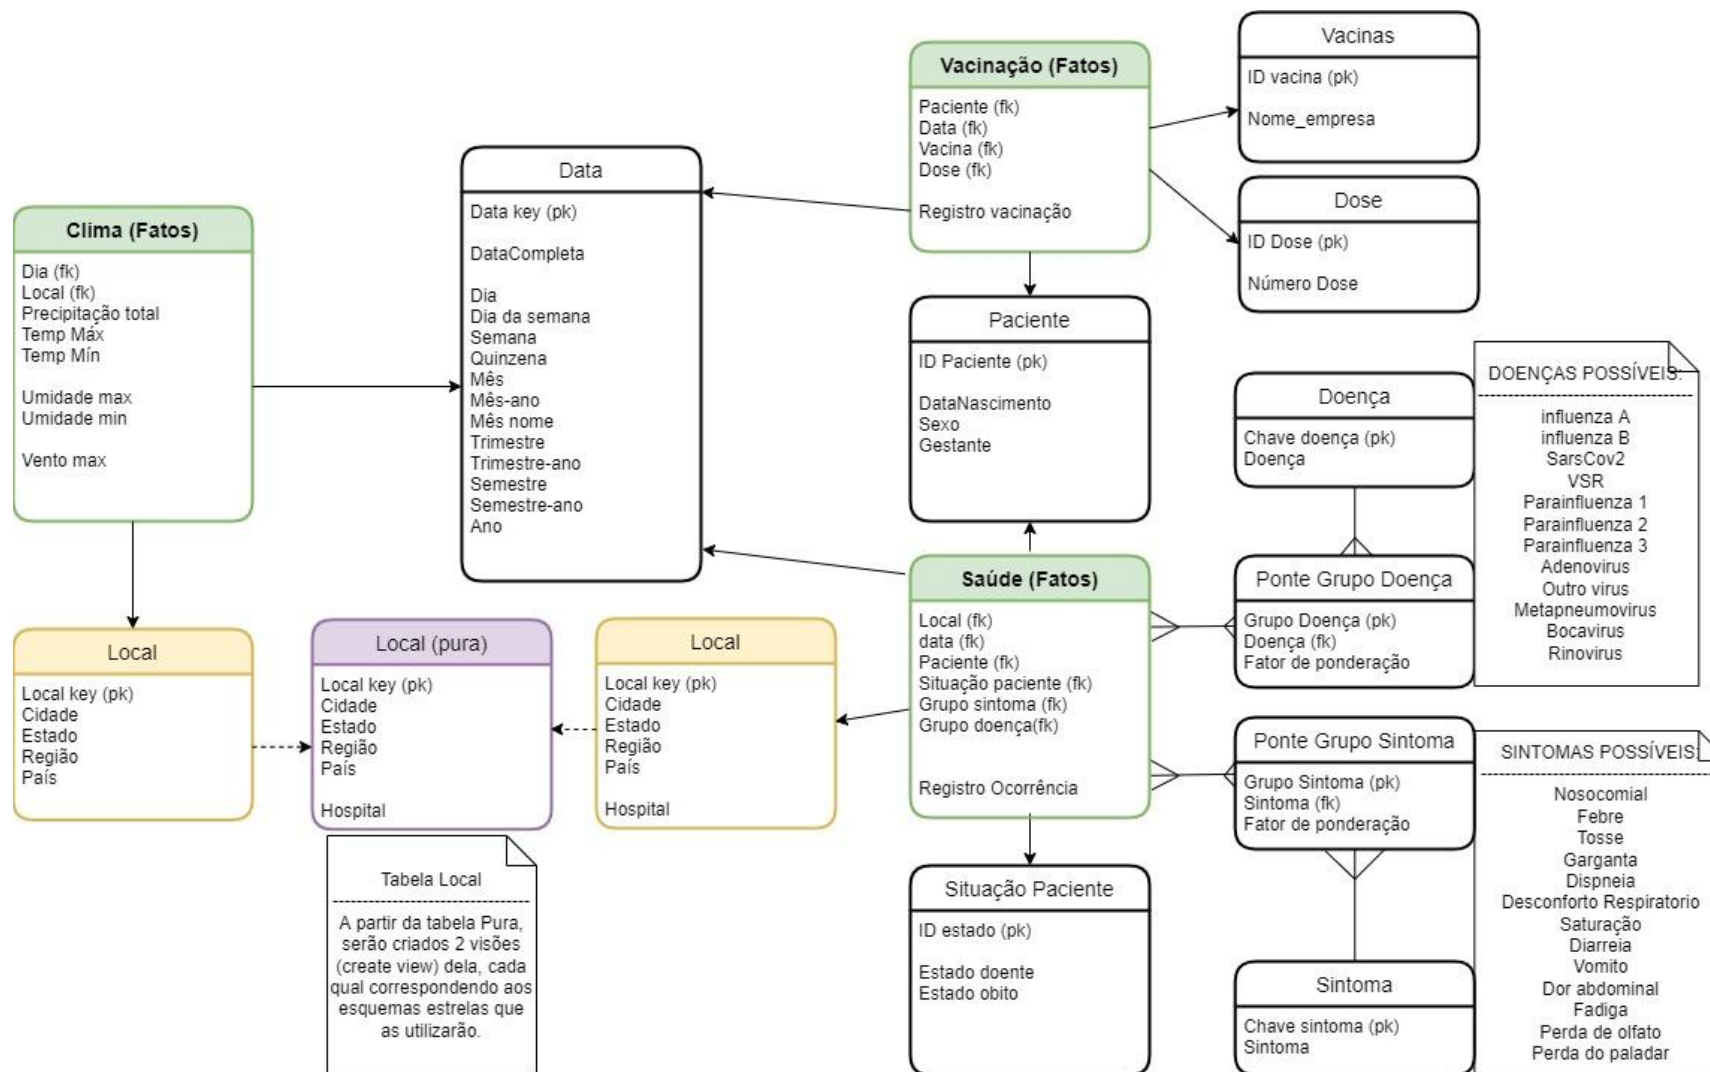 Clima (Fatos)
Dia (fk)
Local (fk)
Precipitação total
Temp Máx
Temp Mín
Umidade max
Umidade min
Vento max
Data
Data key (pk)
DataCompleta
Dia
Dia da semana
Semana
Quinzena
Mês
Mês-ano
Mês nome
Trimestre
Trimestre-ano
Semestre
Semestre-ano
Ano
Vacinação (Fatos)
Paciente (fk)
Data (fk)
Vacina (fk)
Dose (fk)
Registro vacinação
Vacinas
ID vacina (pk)
Nome_empresa
Dose
ID Dose (pk)
Número Dose
Paciente
ID Paciente (pk)
DataNascimento
Sexo
Gestante
Doença
Chave doença (pk)
Doença
DOENÇAS POSSÍVEIS:
influenza A
influenza B
SarsCov2
VSR
Parainfluenza 1
Parainfluenza 2
Parainfluenza 3
Adenovirus
Outro virus
Metapneumovirus
Bocavirus
Rinovirus
Local
Local key (pk)
Cidade
Estado
Região
País
Local (pura)
Local key (pk)
Cidade
Estado
Região
País
Hospital
Local
Local key (pk)
Cidade
Estado
Região
País
Hospital
Saúde (Fatos)
Local (fk)
data (fk)
Paciente (fk)
Situação paciente (fk)
Grupo sintoma (fk)
Grupo doença(fk)
Registro Ocorrência
Ponte Grupo Doença
Grupo Doença (pk)
Doença (fk)
Fator de ponderação
Ponte Grupo Sintoma
Grupo Sintoma (pk)
Sintoma (fk)
Fator de ponderação
SINTOMAS POSSÍVEIS:
Nosocomial
Febre
Tosse
Garganta
Dispneia
Desconforto Respiratorio
Saturação
Diarreia
Vomito
Dor abdominal
Fadiga
Perda de olfato
Perda do paladar
Tabela Local
A partir da tabela Pura,
serão criados 2 visões
(create view) dela, cada
qual correspondendo aos
esquemas estrelas que
as utilizarão.
Situação Paciente
ID estado (pk)
Estado doente
Estado obito
Sintoma
Chave sintoma (pk)
Sintoma